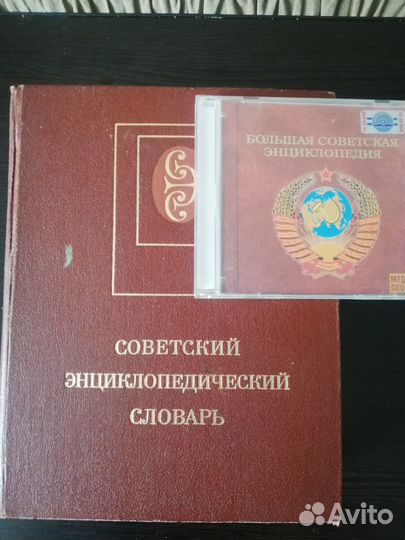 БОЛЬШАЯ СОВЕТСКАЯ
ЭНЦИКЛОПЕДИЯ
СОВЕТСКИЙ
ЭНЦИКЛОПЕДИЧЕСКИЙ
СЛОВАРЬ
Avito